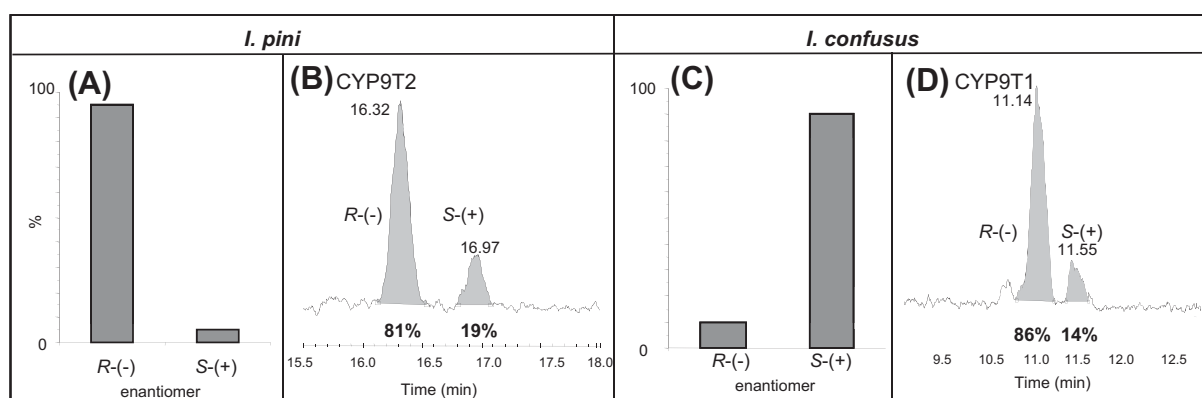 I. pini
I. confusus
(A)
100
%
0
R-(-)
S-(+)
enantiomer
(B)
CYP9T2
16.32
R-(-)
S-(+)
16.97
81%
19%
15.5
16.0
16.5
17.0
17.5
18.0
Time (min)
(C)
100
0
R-(-)
S-(+)
enantiomer
(D)
CYP9T1
11.14
R-(-)
S-(+)
11.55
86%
14%
9.5
10.5
11.0
11.5
12.0
12.5
Time (min)